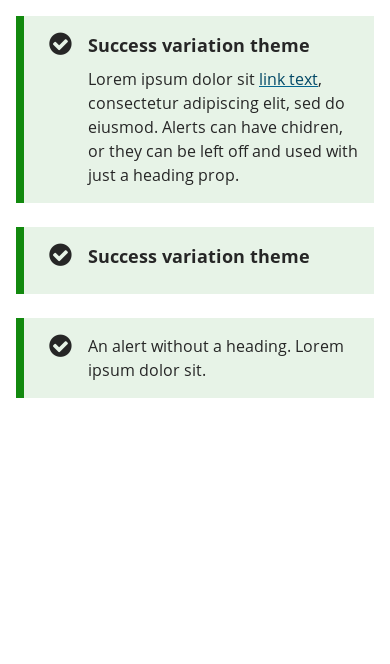 Success variation theme
Lorem ipsum dolor sit link text,
consectetur adipiscing elit, sed do
eiusmod. Alerts can have chidren,
or they can be left off and used with
just a heading prop.
Success variation theme
An alert without a heading. Lorem
ipsum dolor sit.